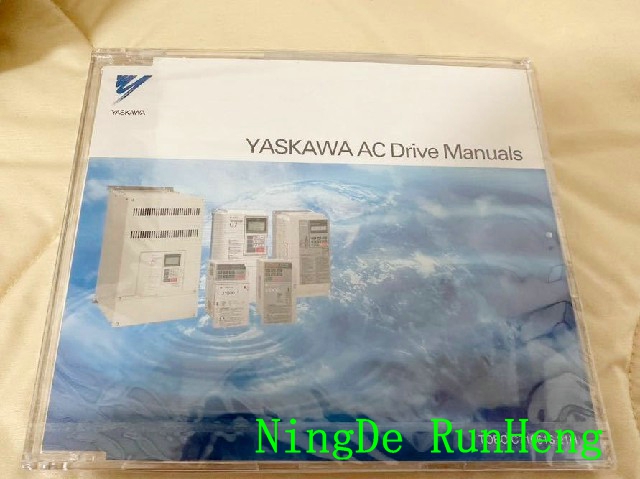 YASKAWA
YASKAWA AC Drive Manuals
NingDe RunHeng